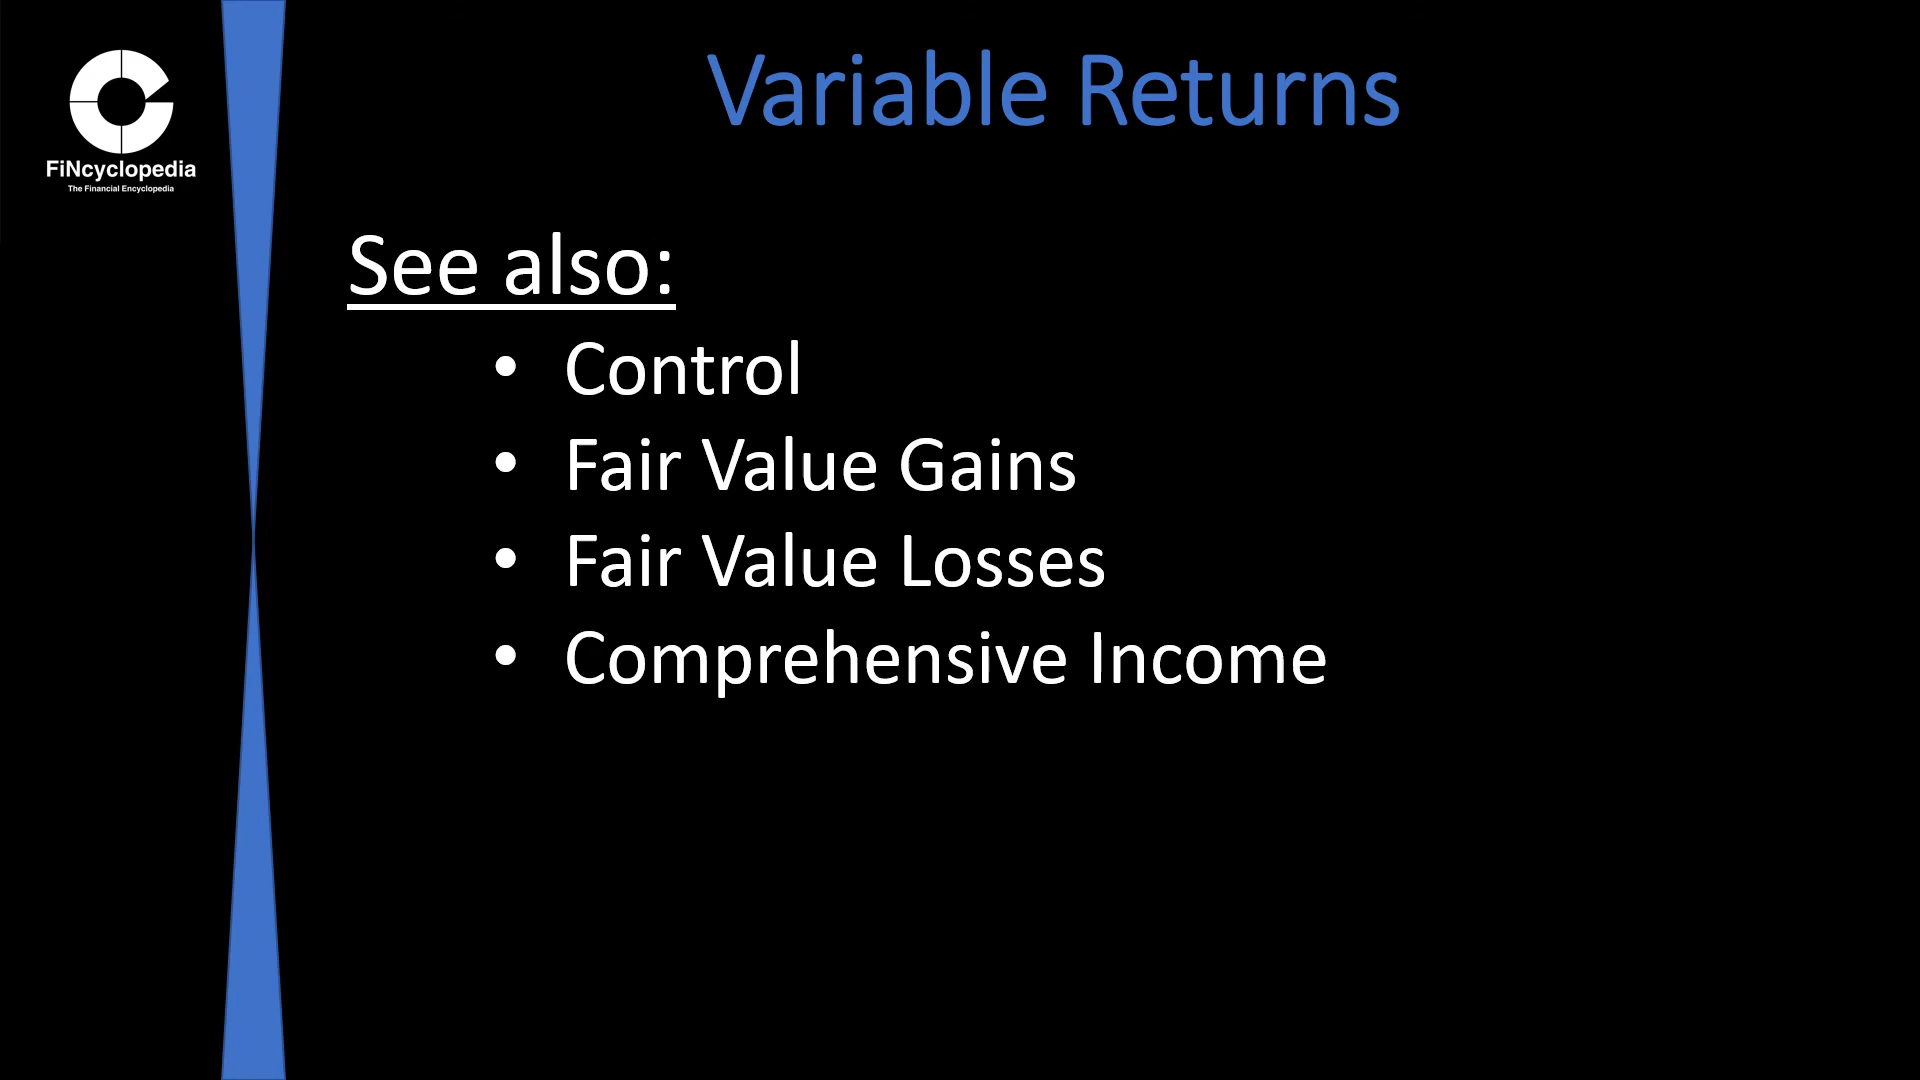 FiNcyclopedia
The Financial Encyclopedia
Variable Returns
See also:
• Control
• Fair Value Gains
• Fair Value Losses
• Comprehensive Income